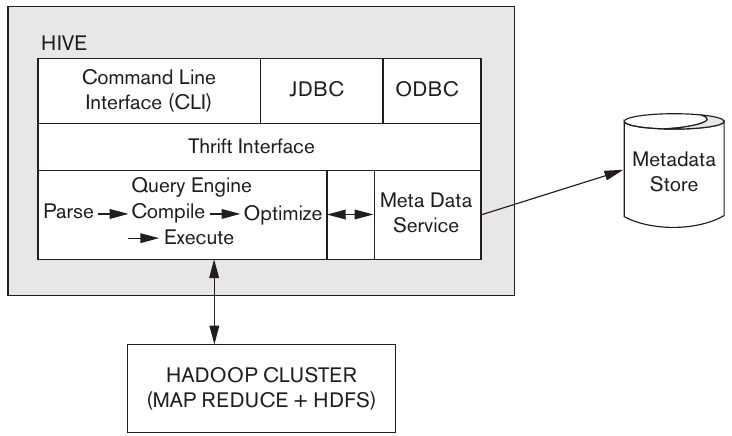 HIVE
Command Line
Interface (CLI)
JDBC
ODBC
Thrift Interface
Query Engine
Parse Compile Optimize
Execute
Meta Data
Service
Metadata
Store
HADOOP CLUSTER
(MAP REDUCE + HDFS)